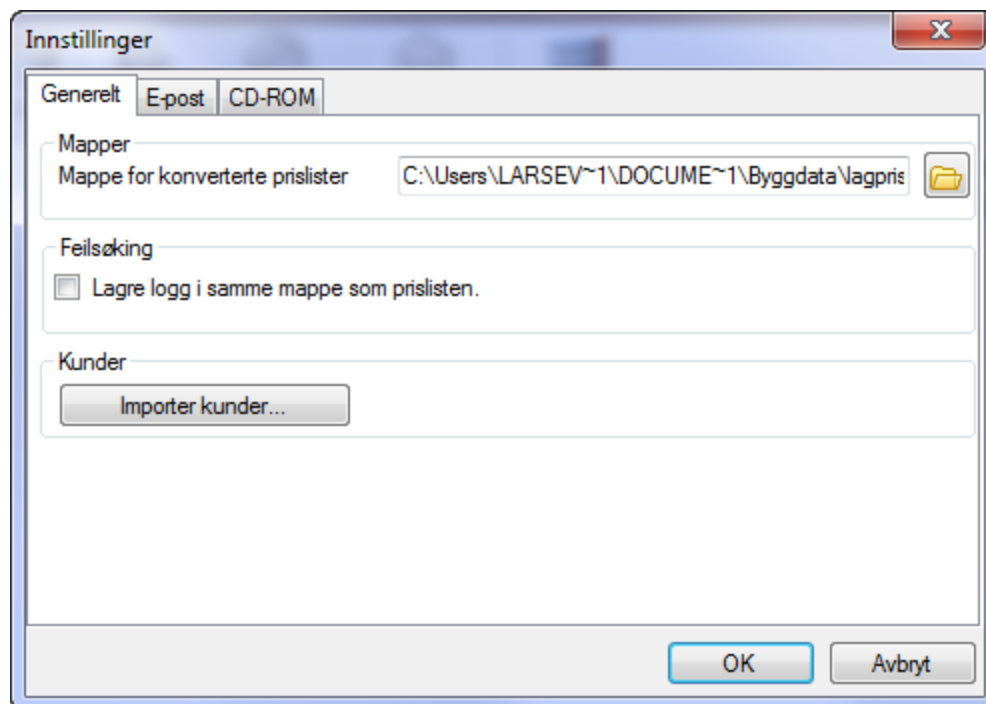 Innstillinger
Generelt E-post CD-ROM
Mapper
Mappe for konverterte prislister C:\Users\LARSEV~1\DOCUME~1\Byggdata\lagpris
Feilsøking
Lagre logg i samme mappe som prislisten.
Kunder
Importer kunder...
OK Avbryt